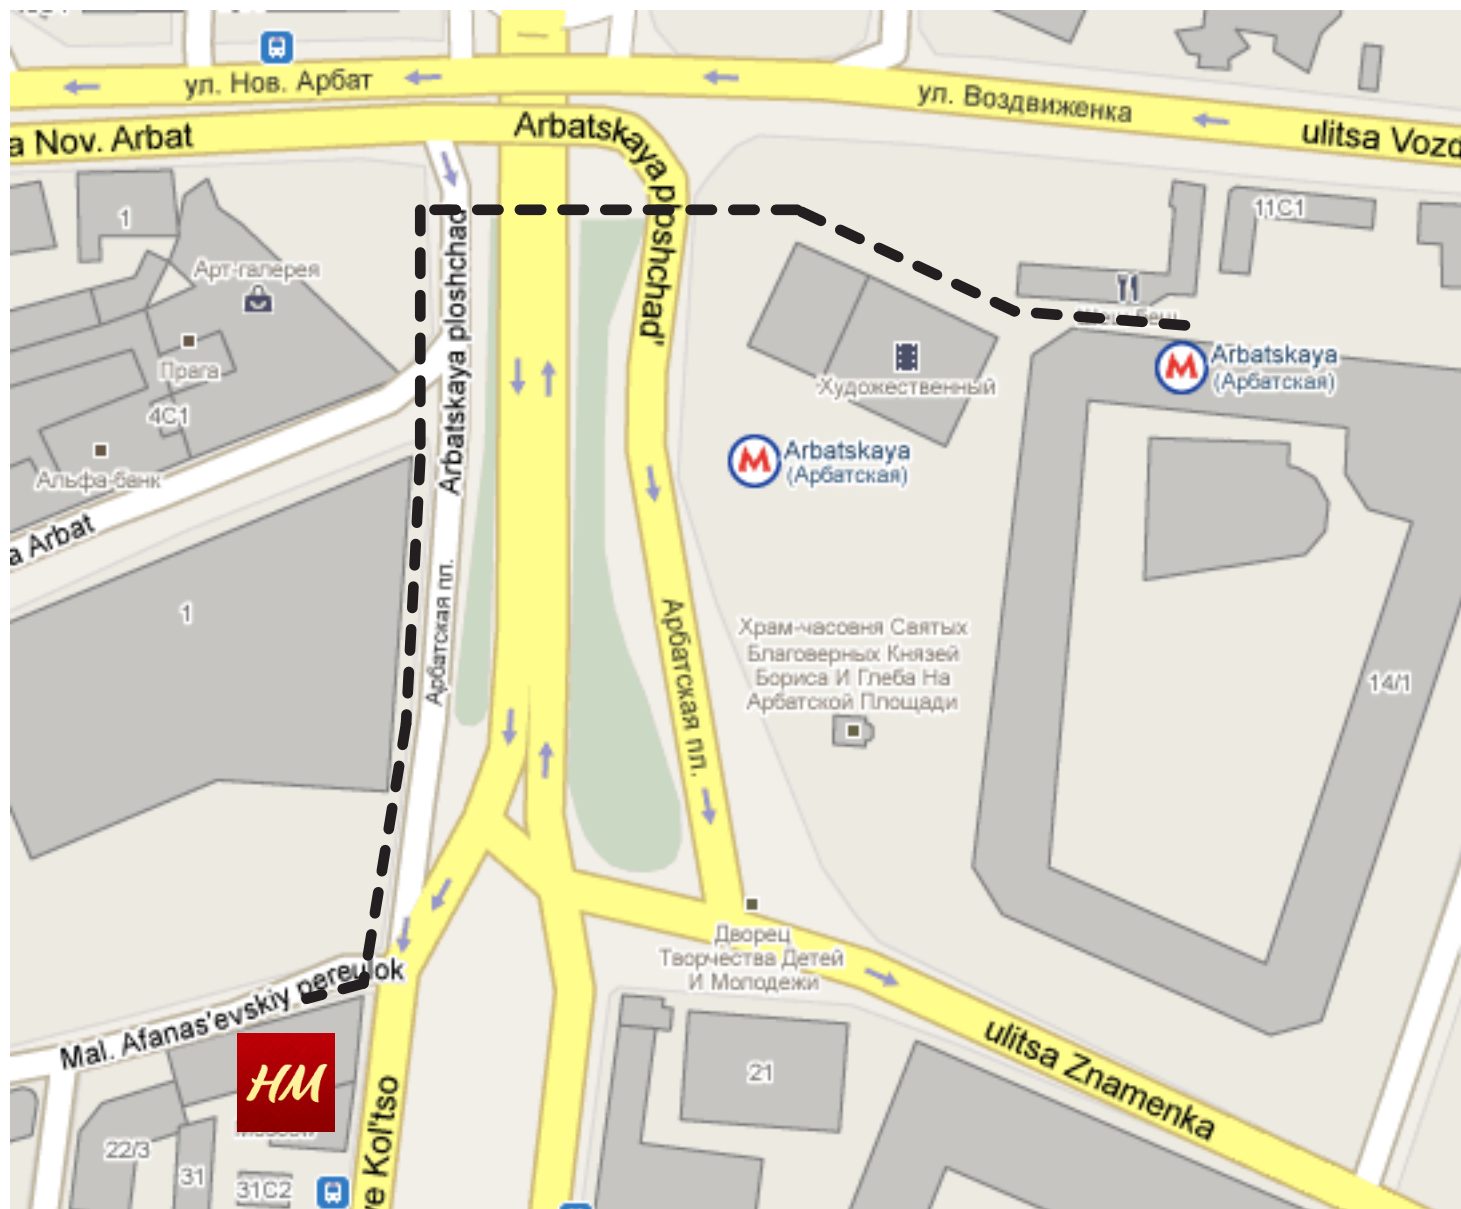 ул. Нов. Арбат
ул. Воздвиженка
a Nov. Arbat
Arbatskaya ploshchad'
ulitsa Vozd
1
11С1
Арт-галерея
Arbatskaya ploshchad
Прага
4С1
Альфа-банк
a Arbat
Художественный
M
Arbatskaya
(Арбатская)
M
Arbatskaya
(Арбатская)
1
Арбатская пл.
Арбатская пл.
Храм-часовня Святых
Благоверных Князей
Бориса И Глеба На
Арбатской Площади
14/1
Дворец
Творчества Детей
И Молодежи
Mal. Afanas'evskiy pereulok
HM
ulitsa Znamenka
21
22/3
31
31С2
ve Kol'tso